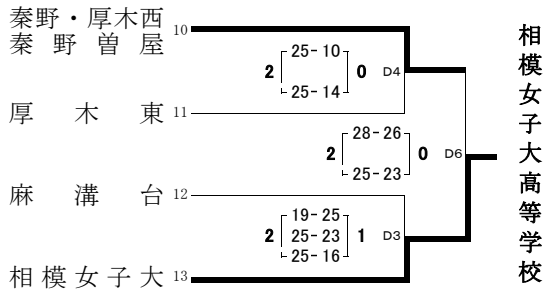 秦野・厚木西
秦野曽屋 10
25-10
2 0 D4
25-14
厚木東 11
28-26
2 0 D6
25-23
麻溝台 12
19-25
2 25-23 1 D3
25-16
相模女子大 13
相模女子大高等学校